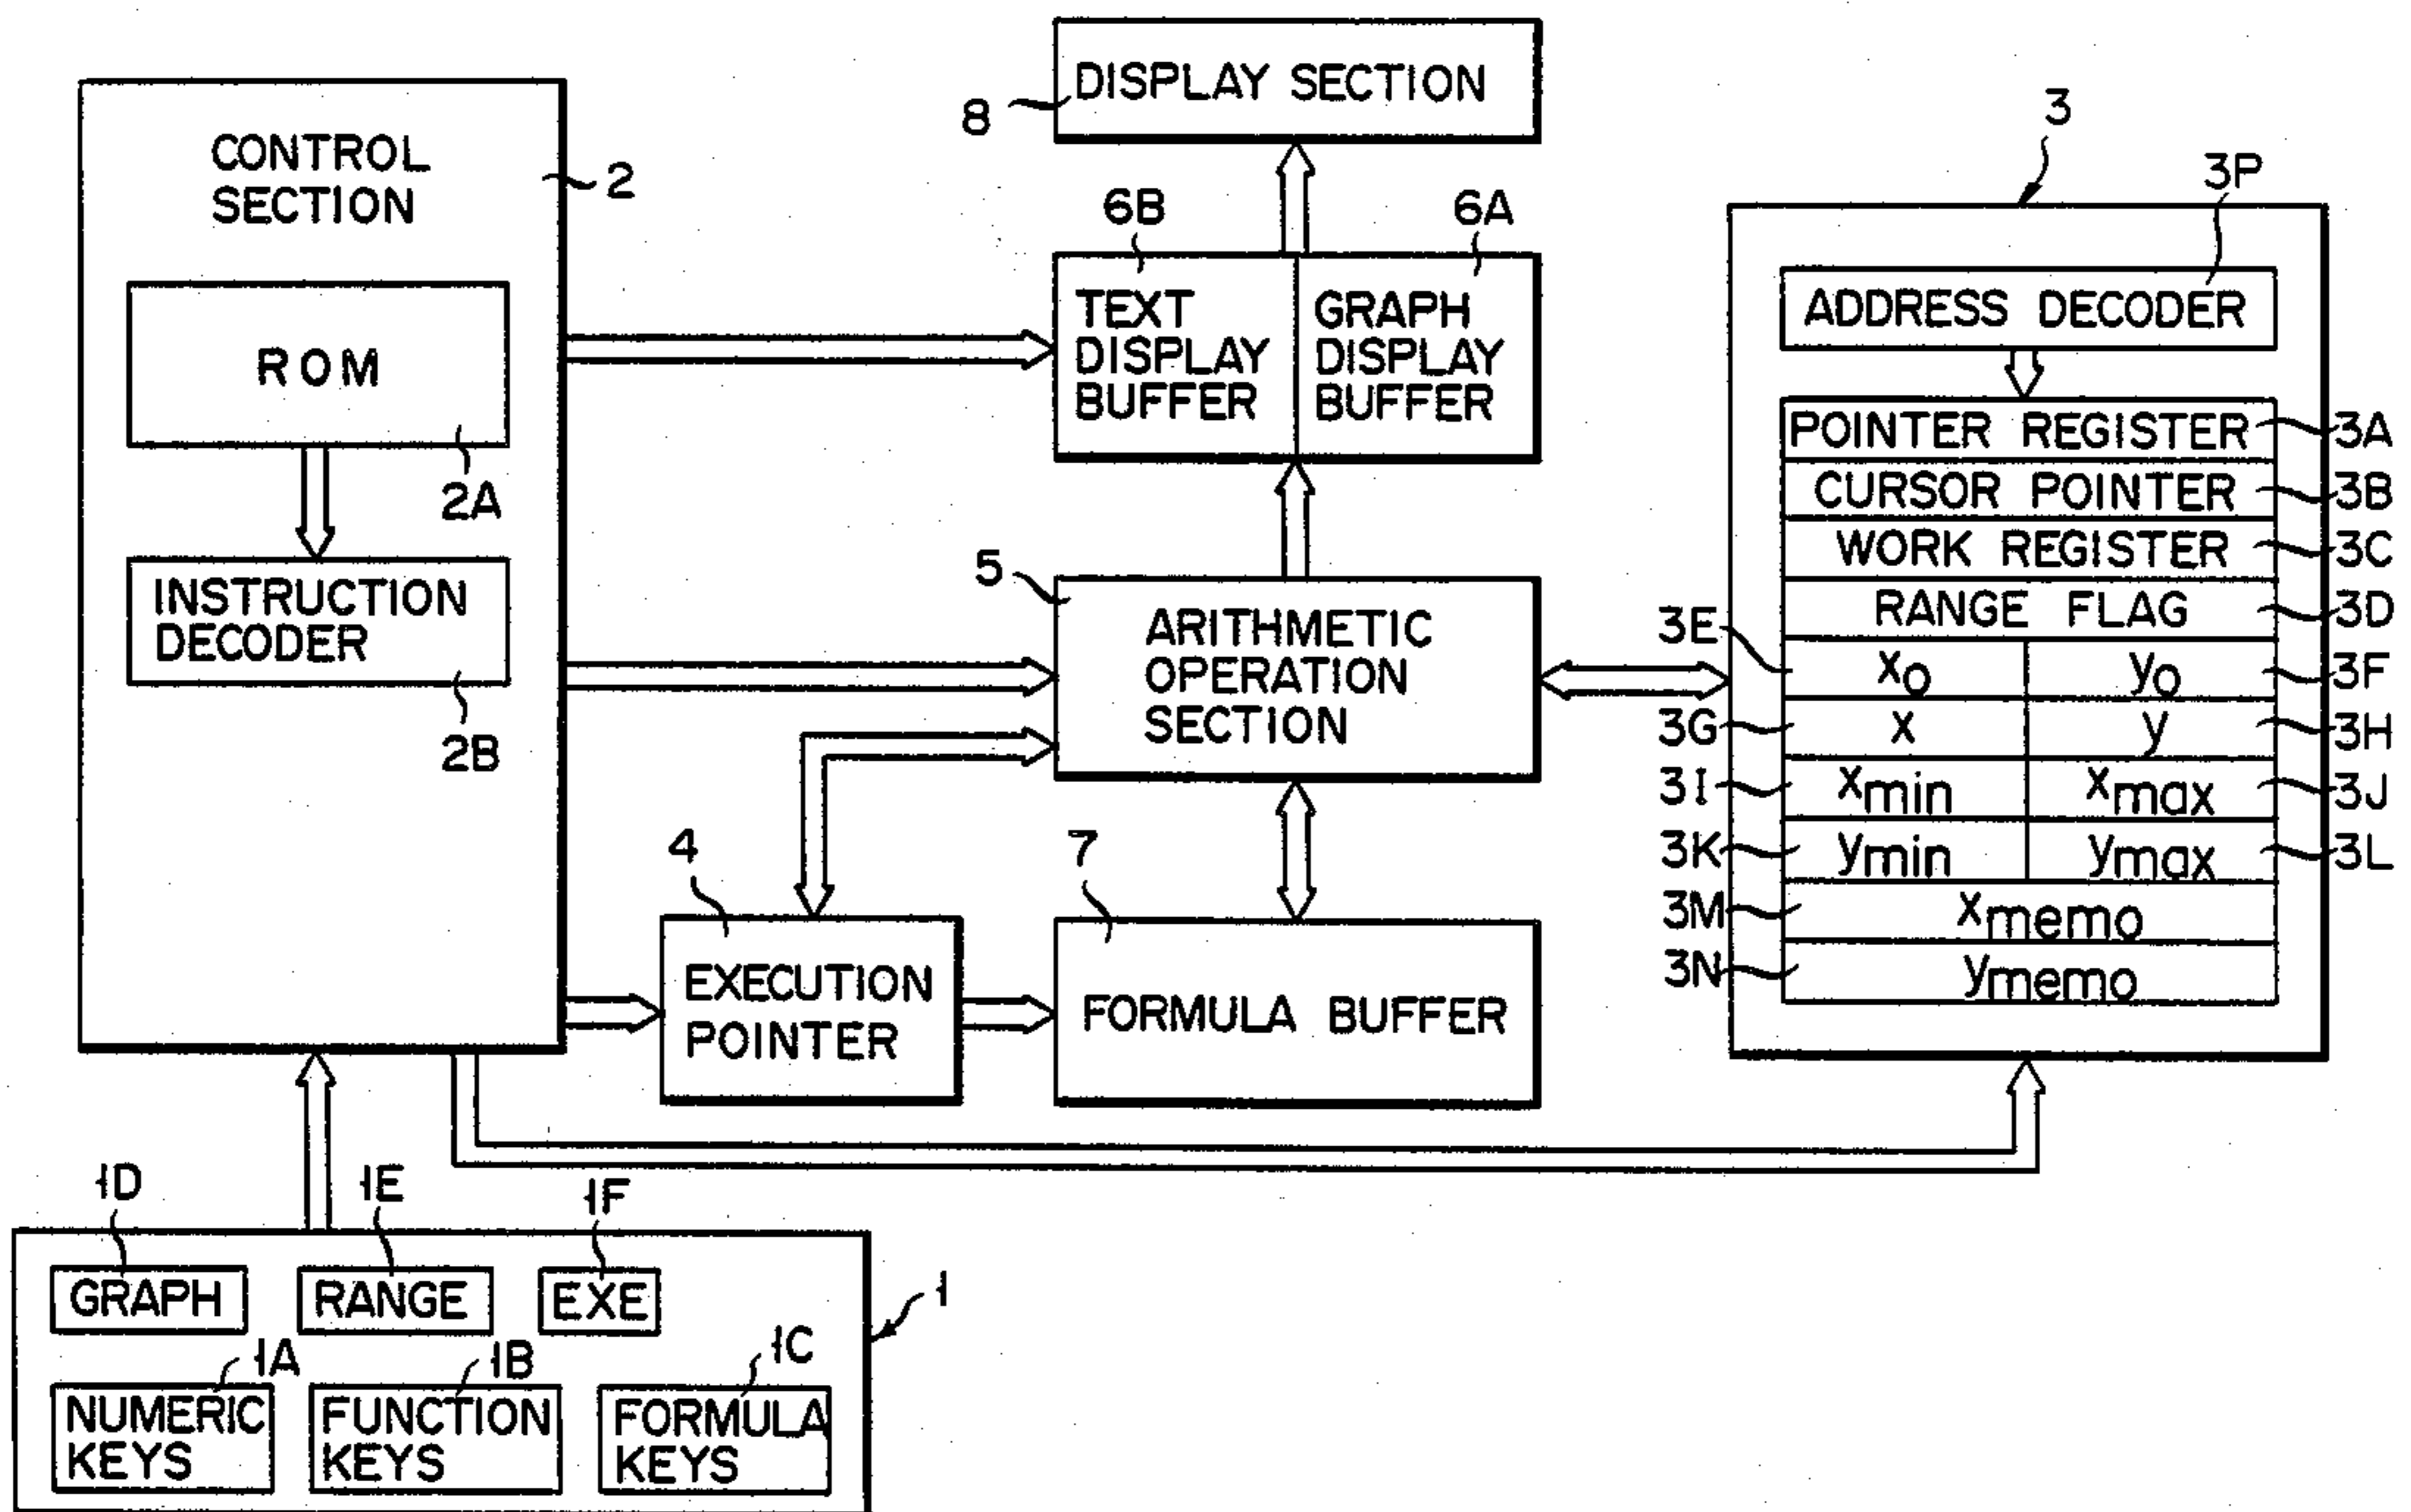 CONTROL
SECTION
2
ROM
2A
INSTRUCTION
DECODER
2B
DISPLAY SECTION
8
6B
6A
TEXT
DISPLAY
BUFFER
GRAPH
DISPLAY
BUFFER
5
ARITHMETIC
OPERATION
SECTION
4
EXECUTION
POINTER
7
FORMULA BUFFER
3
3P
ADDRESS DECODER
POINTER REGISTER
3A
CURSOR POINTER
3B
WORK REGISTER
3C
RANGE FLAG
3D
3E
xo
yo
3F
3G
x
y
3H
3I
xmin
xmax
3J
3K
ymin
ymax
3L
3M
xmemo
3N
ymemo
1D
1E
1F
GRAPH
RANGE
EXE
1
1A
1B
1C
NUMERIC
KEYS
FUNCTION
KEYS
FORMULA
KEYS